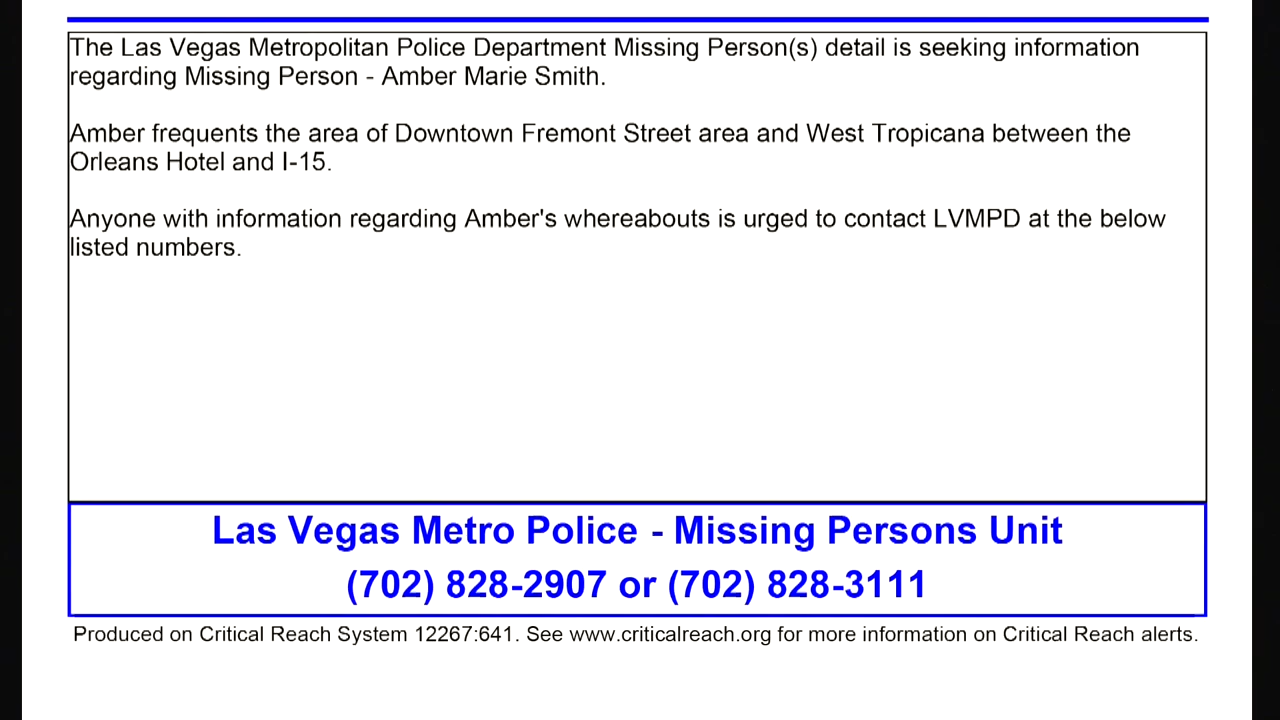 The Las Vegas Metropolitan Police Department Missing Person(s) detail is seeking information
regarding Missing Person - Amber Marie Smith.
Amber frequents the area of Downtown Fremont Street area and West Tropicana between the
Orleans Hotel and I-15.
Anyone with information regarding Amber's whereabouts is urged to contact LVMPD at the below
listed numbers.
Las Vegas Metro Police - Missing Persons Unit
(702) 828-2907 or (702) 828-3111
Produced on Critical Reach System 12267:641. See www.criticalreach.org for more information on Critical Reach alerts.